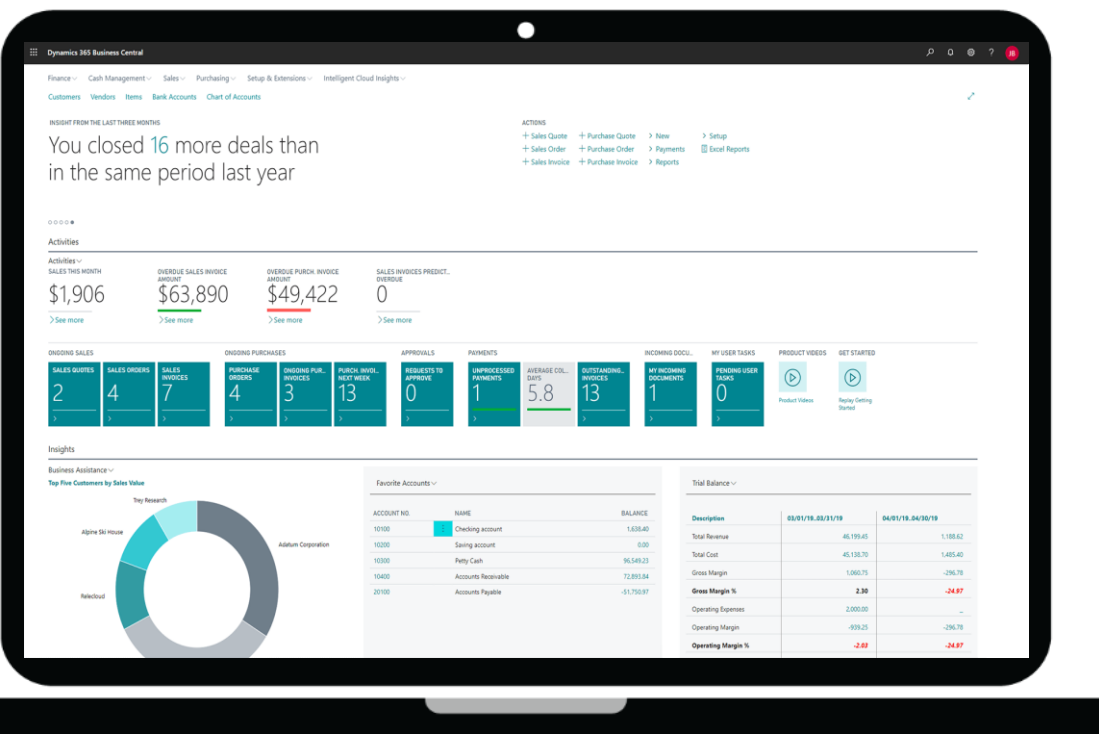 Dynamics 365 Business Central
? JB
Finance Cash Management Sales Purchasing Setup & Extensions Intelligent Cloud Insights
Customers Vendors Items Bank Accounts Chart of Accounts
INSIGHT FROM THE LAST THREE MONTHS
You closed 16 more deals than
in the same period last year
ACTIONS
+ Sales Quote + Purchase Quote > New > Setup
+ Sales Order + Purchase Order > Payments Excel Reports
+ Sales Invoice + Purchase Invoice > Reports
Activities
Activities
SALES THIS MONTH
$1,906
>See more
OVERDUE SALES INVOICE
AMOUNT
$63,890
>See more
OVERDUE PURCH. INVOICE
AMOUNT
$49,422
>See more
SALES INVOICES PREDICT...
OVERDUE
0
>See more
ONGOING SALES
SALES QUOTES
2
>
SALES ORDERS
4
>
SALES
INVOICES
7
>
ONGOING PURCHASES
PURCHASE
ORDERS
4
>
ONGOING PUR...
INVOICES
3
>
PURCH. INVOI...
NEXT WEEK
13
>
APPROVALS
REQUESTS TO
APPROVE
0
>
PAYMENTS
UNPROCESSED
PAYMENTS
1
>
AVERAGE COL...
DAYS
5.8
>
OUTSTANDING...
INVOICES
13
>
INCOMING DOCU...
MY INCOMING
DOCUMENTS
1
>
MY USER TASKS
PENDING USER
TASKS
0
>
PRODUCT VIDEOS
Product Videos
GET STARTED
Replay Getting
Started
Insights
Business Assistance
Top Five Customers by Sales Value
Trey Research
Alpine Ski House
Adatum Corporation
Relecloud
Favorite Accounts
ACCOUNT NO. NAME BALANCE
10100 Checking account 1,638.40
10200 Saving account 0.00
10300 Petty Cash 96,549.23
10400 Accounts Receivable 72,893.84
20100 Accounts Payable -51,750.97
Trial Balance
Description 03/01/19..03/31/19 04/01/19..04/30/19
Total Revenue 46,199.45 1,188.62
Total Cost 45,138.70 1,485.40
Gross Margin 1,060.75 -296.78
Gross Margin % 2.30 -24.97
Operating Expenses 2,000.00 _
Operating Margin -939.25 -296.78
Operating Margin % -2.03 -24.97